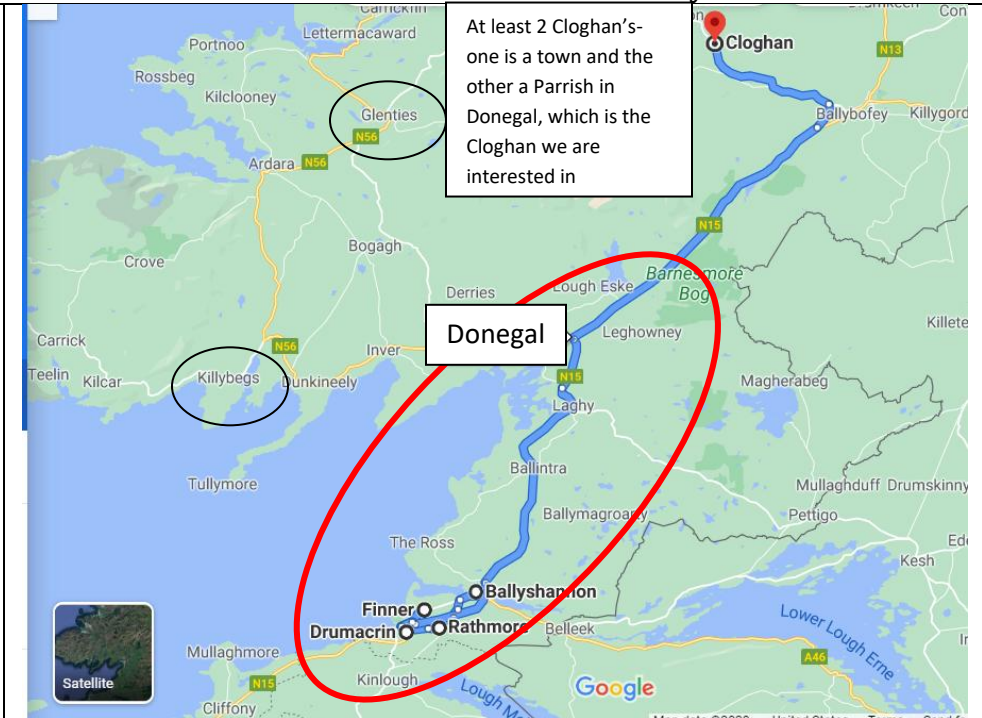 Carrickfin
Con
Portnoo
Lettermacaward
At least 2 Cloghan's-
one is a town and the
other a Parrish in
Donegal, which is the
Cloghan we are
interested in
Cloghan
N13
Rossbeg
Kilclooney
Glenties
N56
Ballybofey
Killygord
Ardara
N56
N15
Crove
Bogagh
Derries
Lough Eske
Barnesmore
Bog
Donegal
Leghowney
Killete
Carrick
N56
Inver
Teelin
Kilcar
Killybegs
Dunkineely
N15
Magherabeg
Laghy
Tullymore
Ballintra
Mullaghduff
Drumskinny
Ballymagroarty
Pettigo
The Ross
Kesh
Ballyshannon
Finner
Drumacrin
Rathmore
Belleek
Lower Lough Erne
Mullaghmore
A46
Satellite
N15
Kinlough
Google
Cliffony